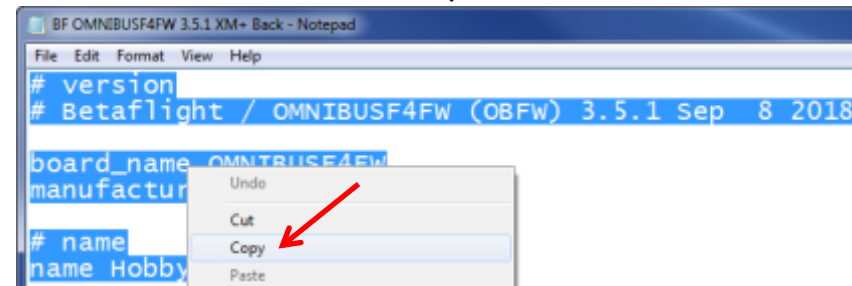 BF OMNIBUSF4FW 3.5.1 XM+ Back - Notepad
File Edit Format View Help
# version
# Betaflight / OMNIBUSF4FW (OBFW) 3.5.1 Sep 8 2018
board_name OMNIBUSF4FW
manufactur
Undo
Cut
# name
Copy
name Hobby
Paste